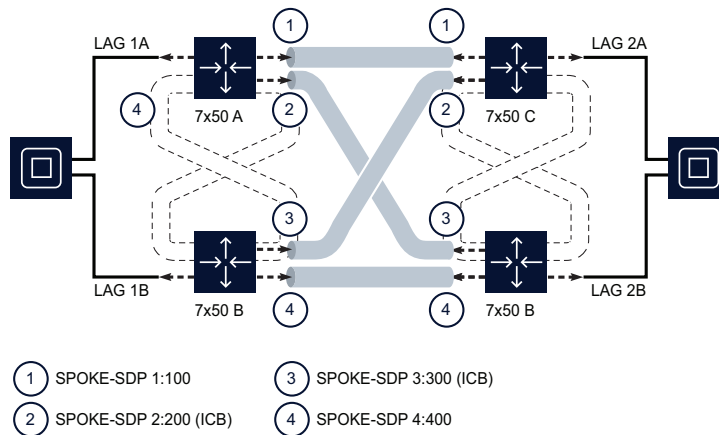 1 1
LAG 1A LAG 2A
4 2 2
7x50 A 7x50 C
3 3
LAG 1B LAG 2B
4 4
7x50 B 7x50 B
1 SPOKE-SDP 1:100 3 SPOKE-SDP 3:300 (ICB)
2 SPOKE-SDP 2:200 (ICB) 4 SPOKE-SDP 4:400